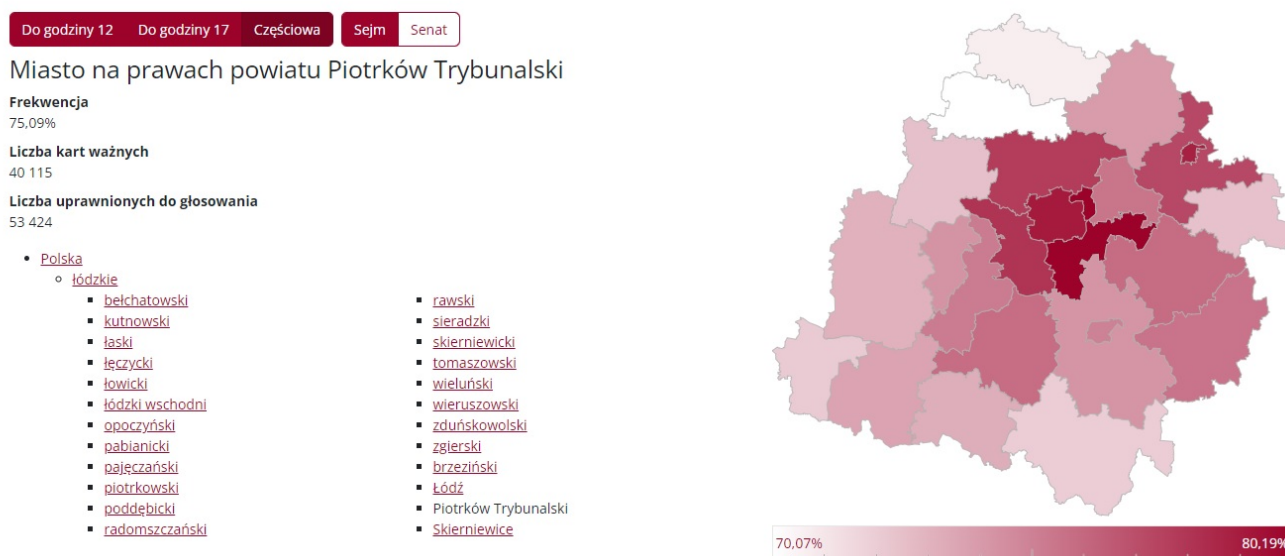 Do godziny 12 Do godziny 17 Częściowa Sejm Senat
Miasto na prawach powiatu Piotrków Trybunalski
Frekwencja
75,09%
Liczba kart ważnych
40 115
Liczba uprawnionych do głosowania
53 424
Polska
łódzkie
bełchatowski
kutnowski
łaski
łęczycki
łowicki
łódzki wschodni
opoczyński
pabianicki
pajęczański
piotrkowski
poddębicki
radomszczański
rawski
sieradzki
skierniewicki
tomaszowski
wieluński
wieruszowski
zduńskowolski
zgierski
brzeziński
Łódź
Piotrków Trybunalski
Skierniewice
70,07% 80,19%